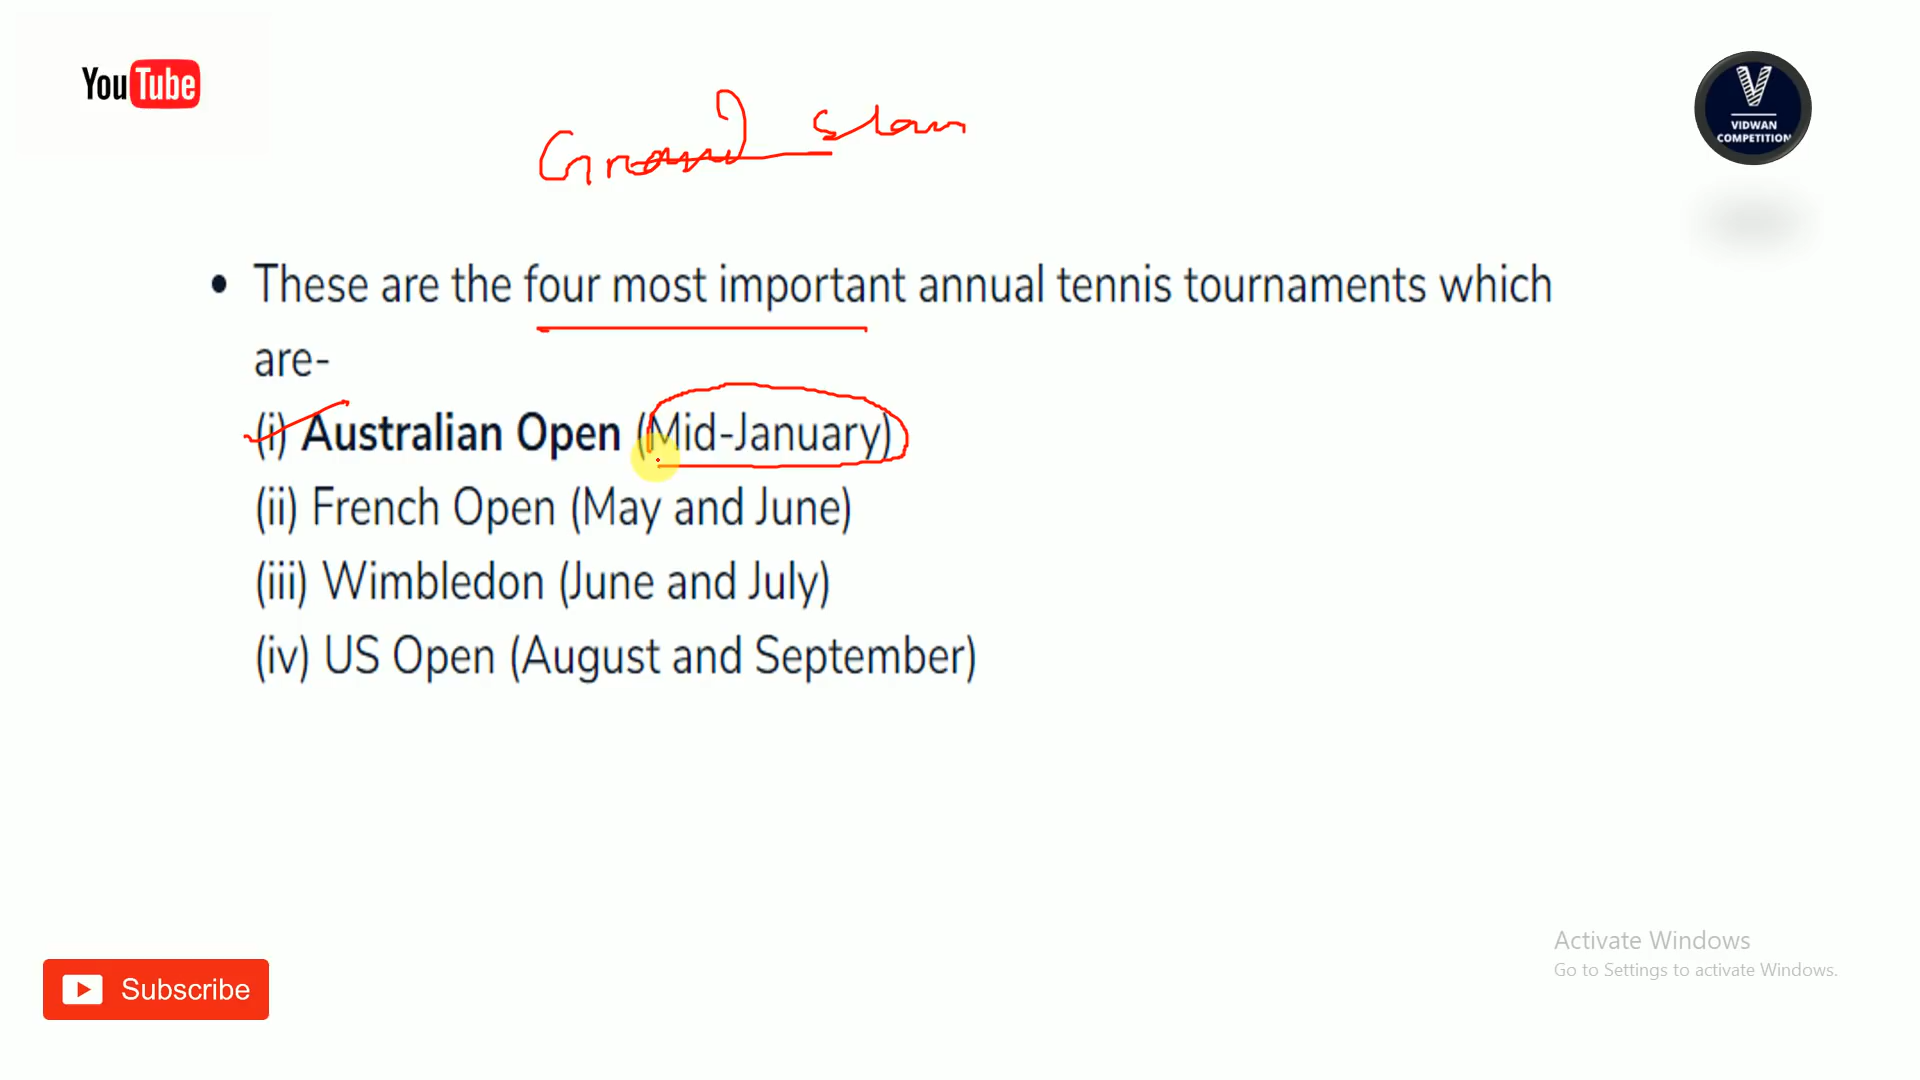 YouTube
Grand Slam
VIDWAN
COMPETITION
• These are the four most important annual tennis tournaments which
are-
(i) Australian Open (Mid-January)
(ii) French Open (May and June)
(iii) Wimbledon (June and July)
(iv) US Open (August and September)
Activate Windows
Go to Settings to activate Windows.
Subscribe